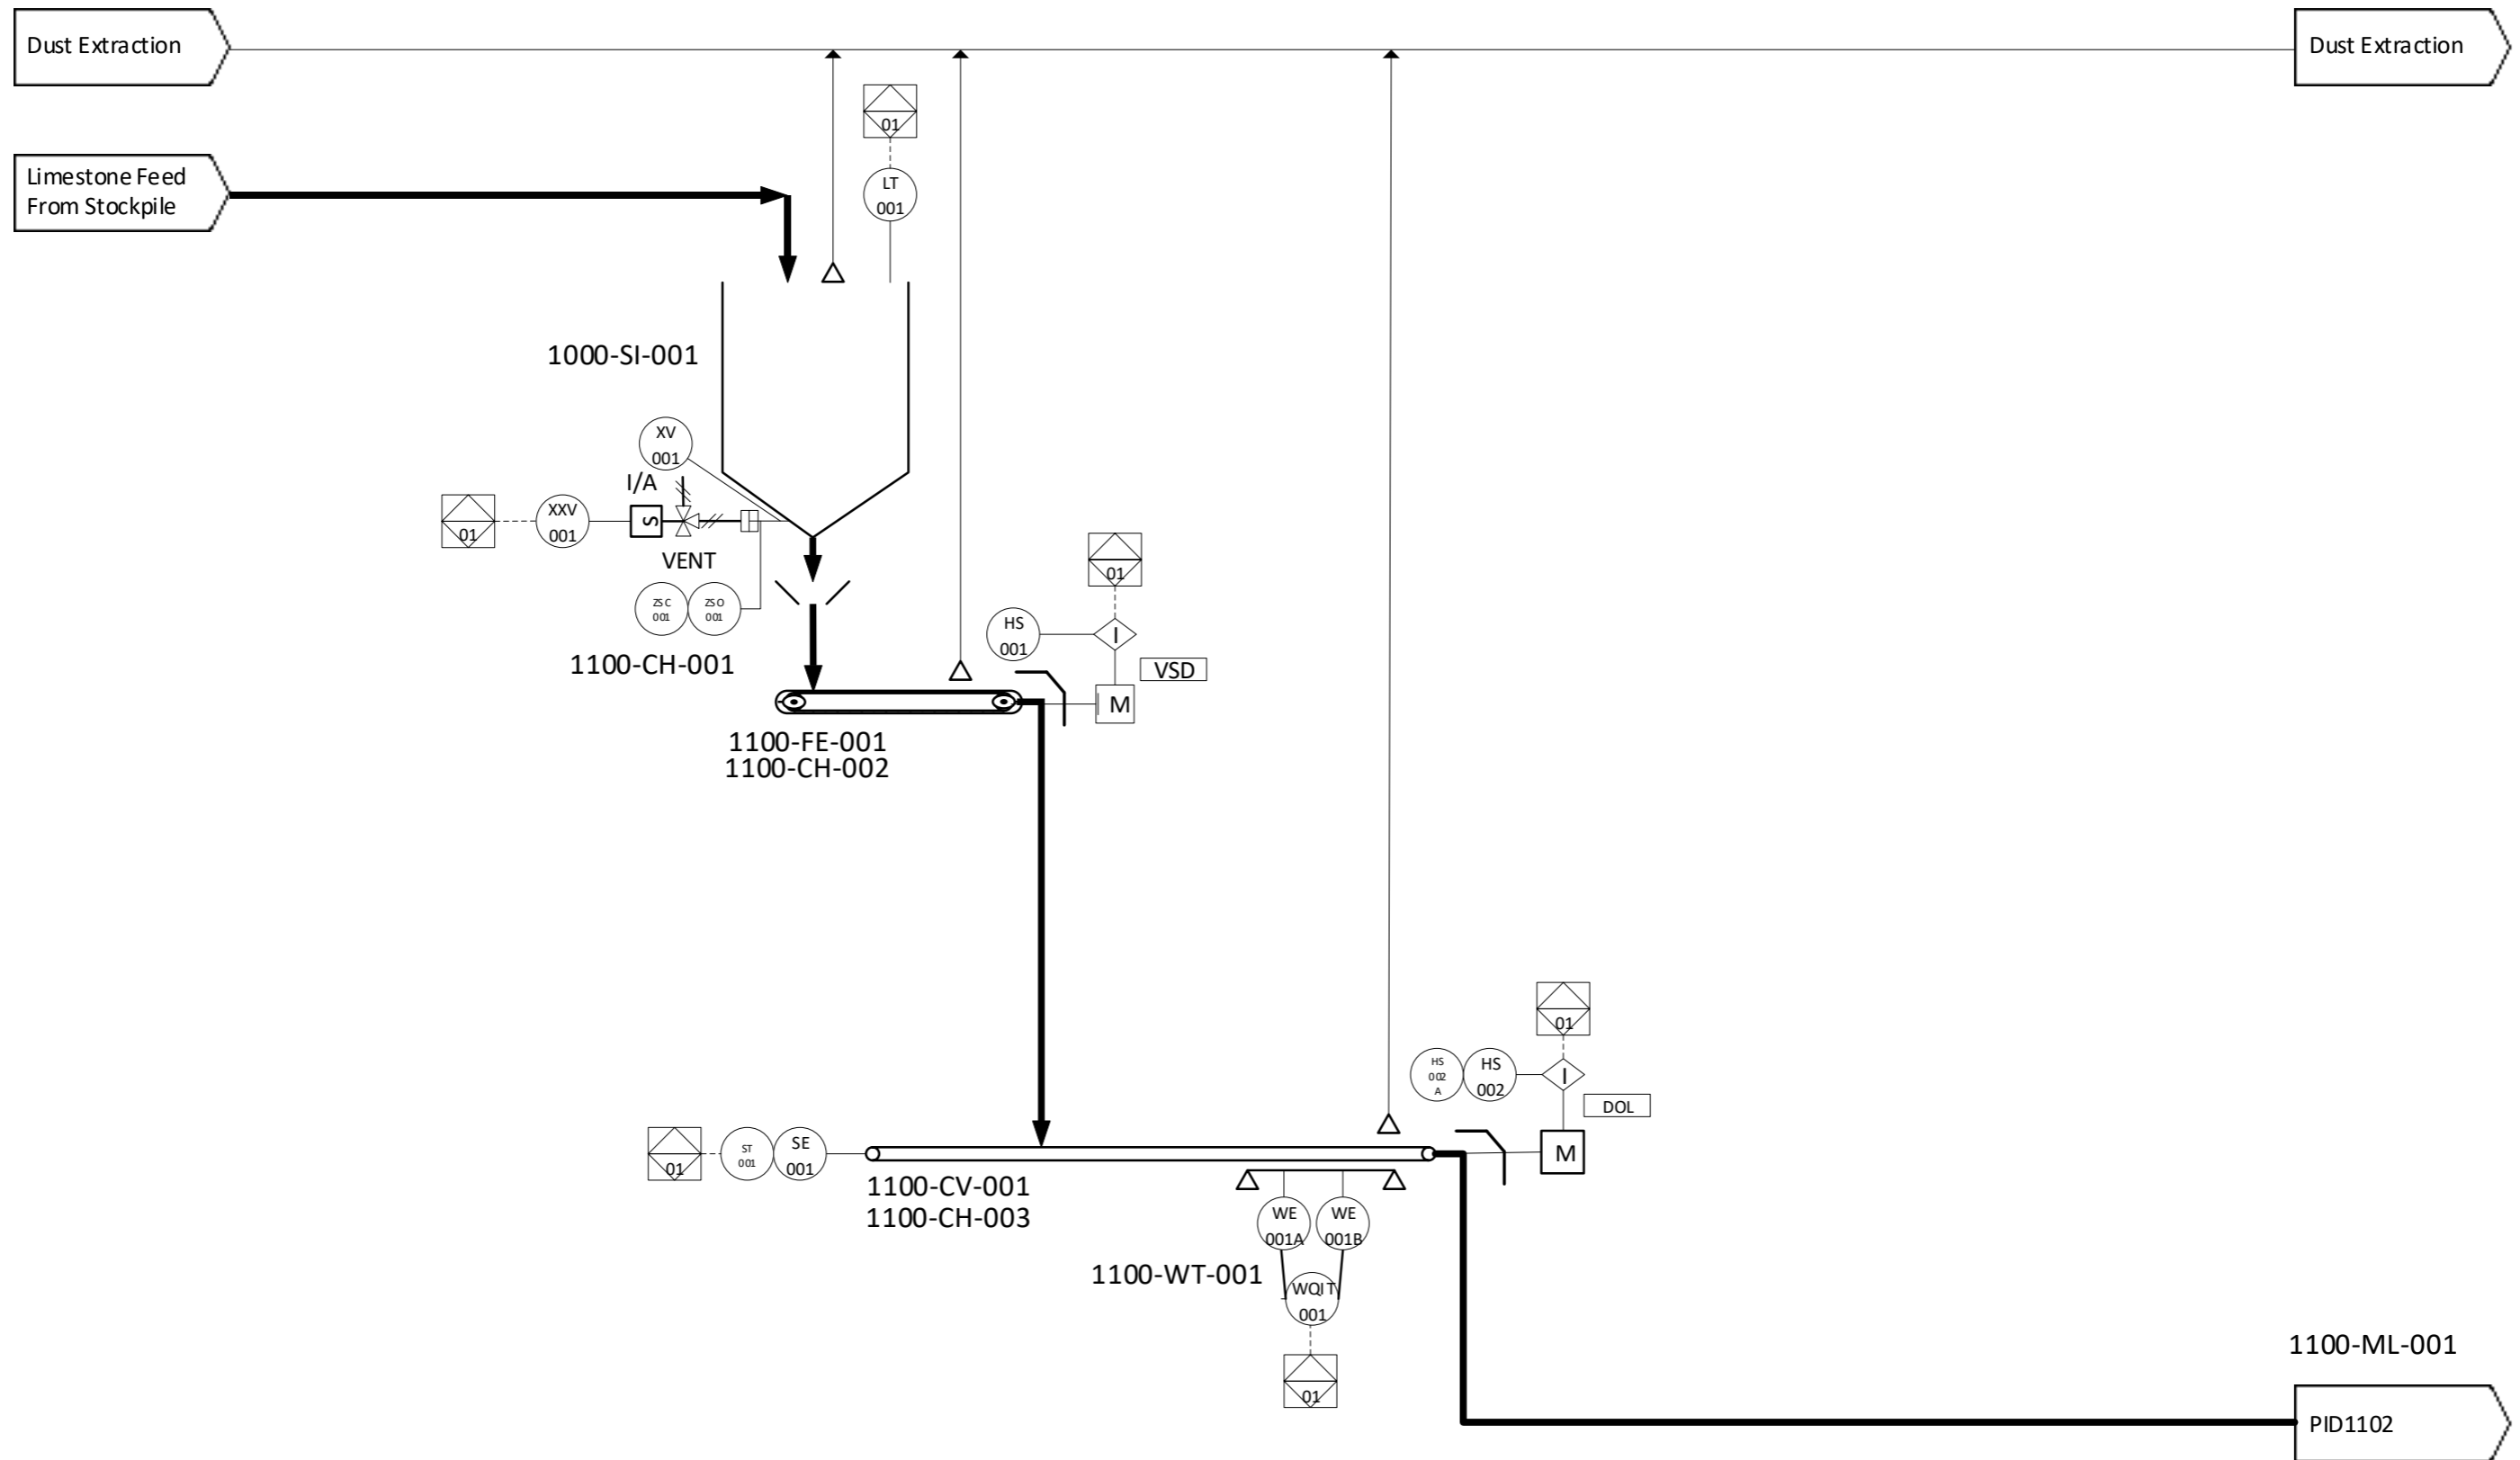 Dust Extraction
Dust Extraction
01
Limestone Feed
From Stockpile
LT
001
1000-SI-001
XV
001
I/A
XXV
001
S
01
VENT
ZSC
001
ZSO
001
1100-CH-001
01
HS
001
I
VSD
M
1100-FE-001
1100-CH-002
01
HS
002
A
HS
002
I
DOL
M
01
ST
001
SE
001
1100-CV-001
1100-CH-003
WE
001A
WE
001B
1100-WT-001
WQIT
001
01
1100-ML-001
PID1102